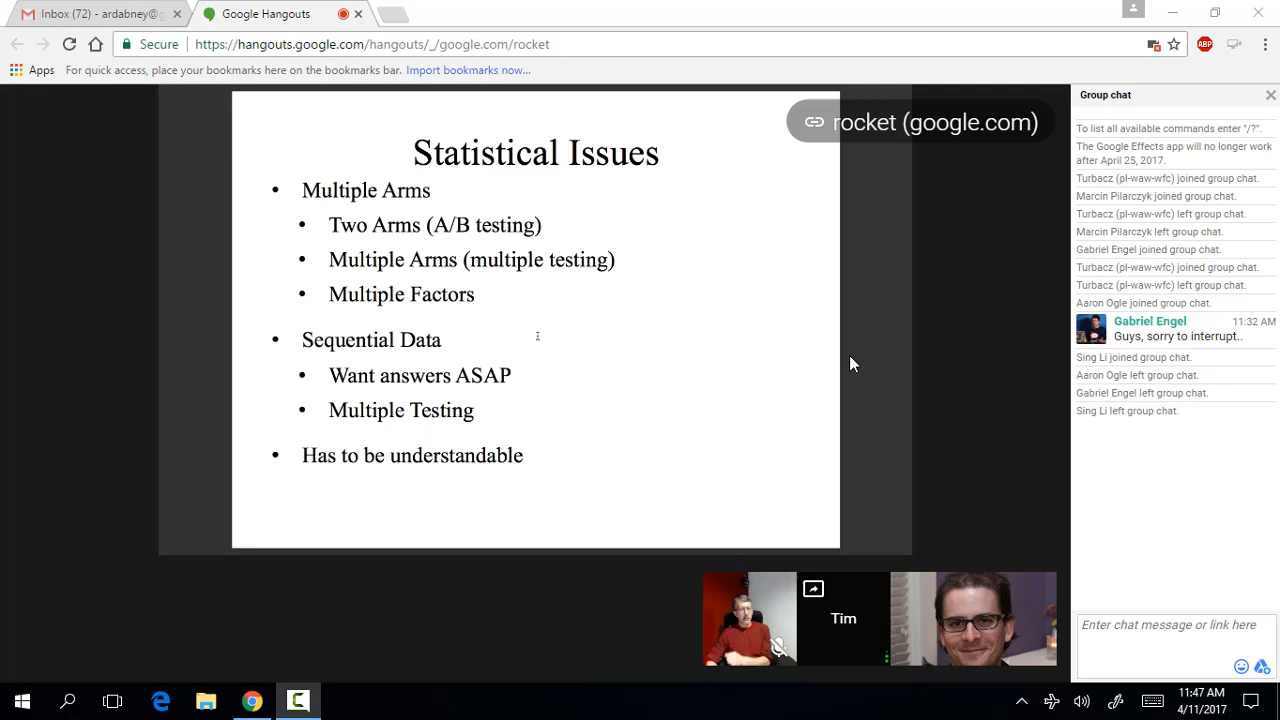 Inbox (72) - ardabney@g
Google Hangouts
Secure
https://hangouts.google.com/hangouts/_/google.com/rocket
ABP
Apps
For quick access, place your bookmarks here on the bookmarks bar. Import bookmarks now...
rocket (google.com)
Statistical Issues
• Multiple Arms
• Two Arms (A/B testing)
• Multiple Arms (multiple testing)
• Multiple Factors
• Sequential Data
• Want answers ASAP
• Multiple Testing
• Has to be understandable
Tim
Group chat
To list all available commands enter "/?".
The Google Effects app will no longer work
after April 25, 2017.
Turbacz (pl-waw-wfc) joined group chat.
Marcin Pilarczyk joined group chat.
Turbacz (pl-waw-wfc) left group chat.
Marcin Pilarczyk left group chat.
Gabriel Engel joined group chat.
Turbacz (pl-waw-wfc) joined group chat.
Turbacz (pl-waw-wfc) left group chat.
Aaron Ogle joined group chat.
Gabriel Engel 11:32 AM
Guys, sorry to interrupt..
Sing Li joined group chat.
Aaron Ogle left group chat.
Gabriel Engel left group chat.
Sing Li left group chat.
Enter chat message or link here
11:47 AM
4/11/2017